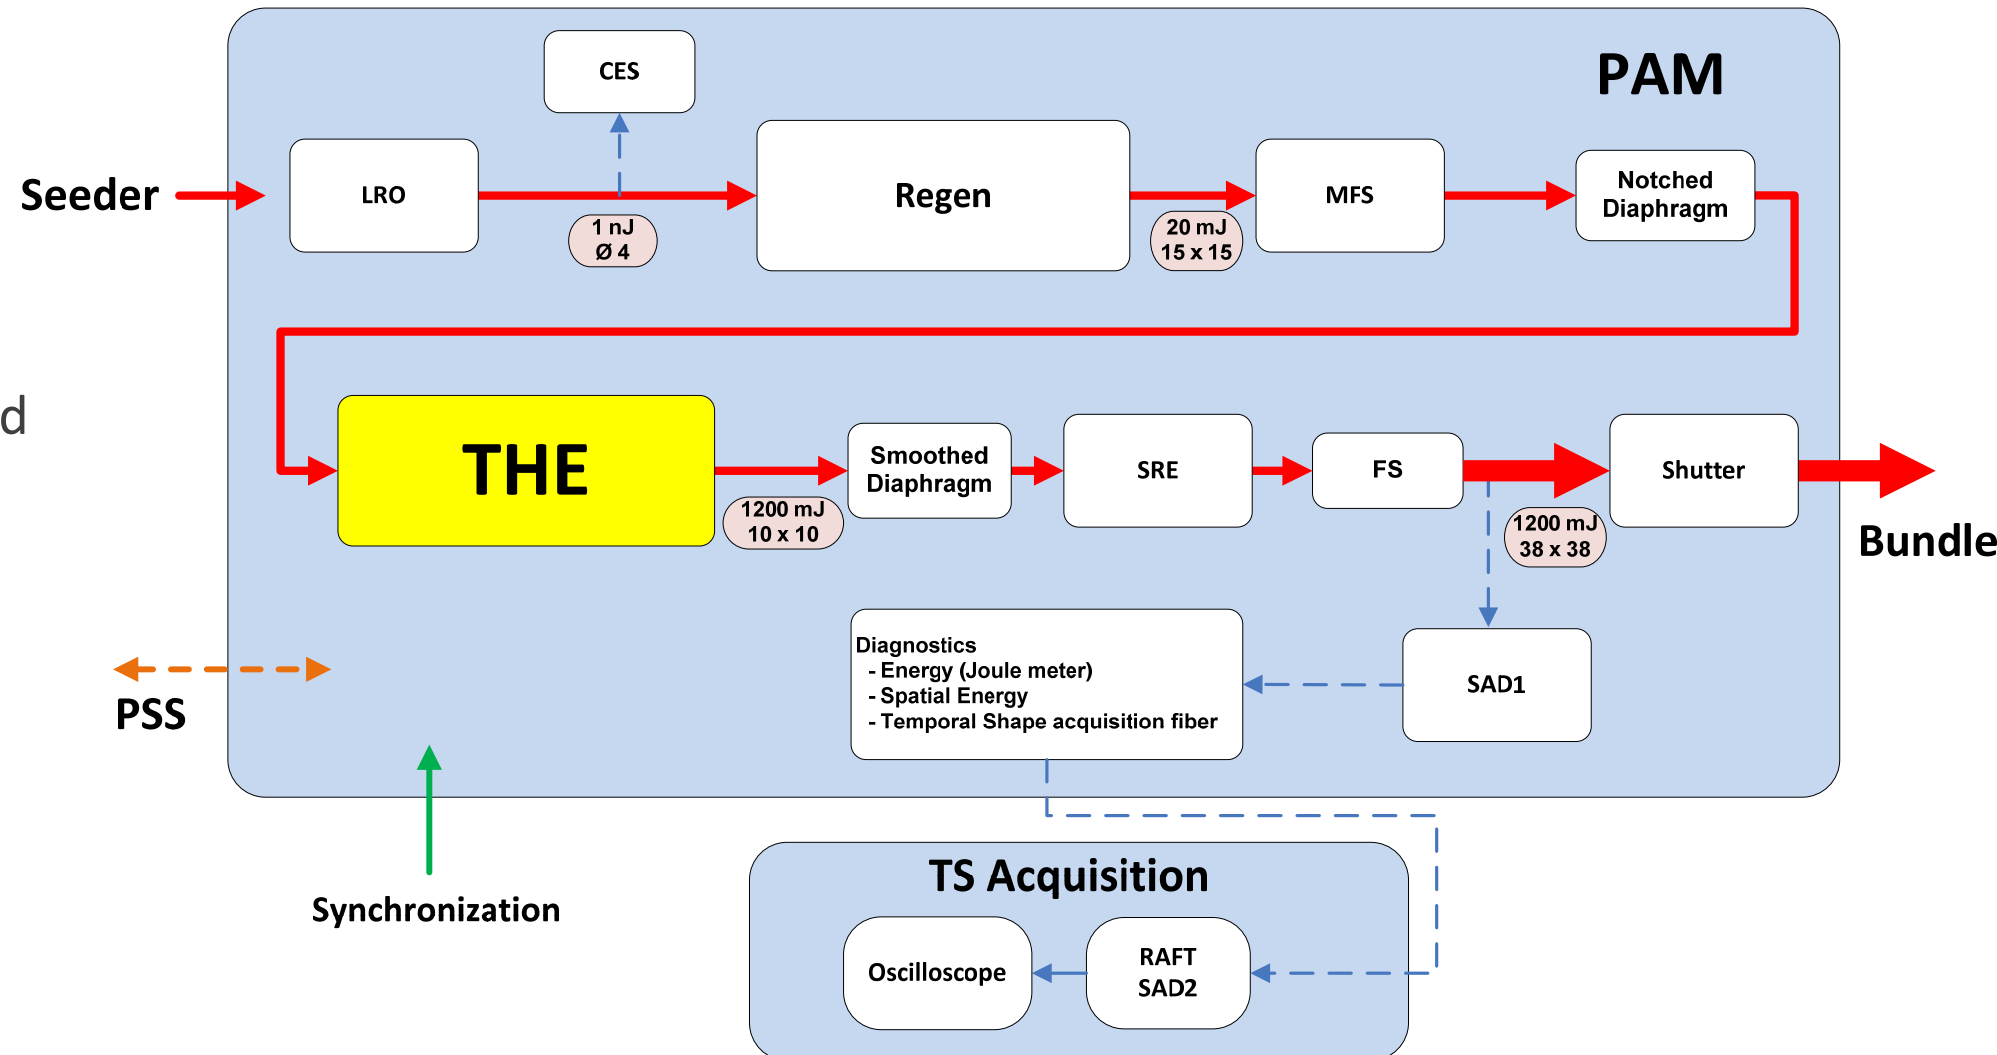 PAM
CES
Seeder
LRO
1 nJ
Ø 4
Regen
20 mJ
15 x 15
MFS
Notched
Diaphragm
d
THE
1200 mJ
10 x 10
Smoothed
Diaphragm
SRE
FS
1200 mJ
38 x 38
Shutter
Bundle
PSS
Diagnostics
- Energy (Joule meter)
- Spatial Energy
- Temporal Shape acquisition fiber
SAD1
Synchronization
TS Acquisition
Oscilloscope
RAFT
SAD2